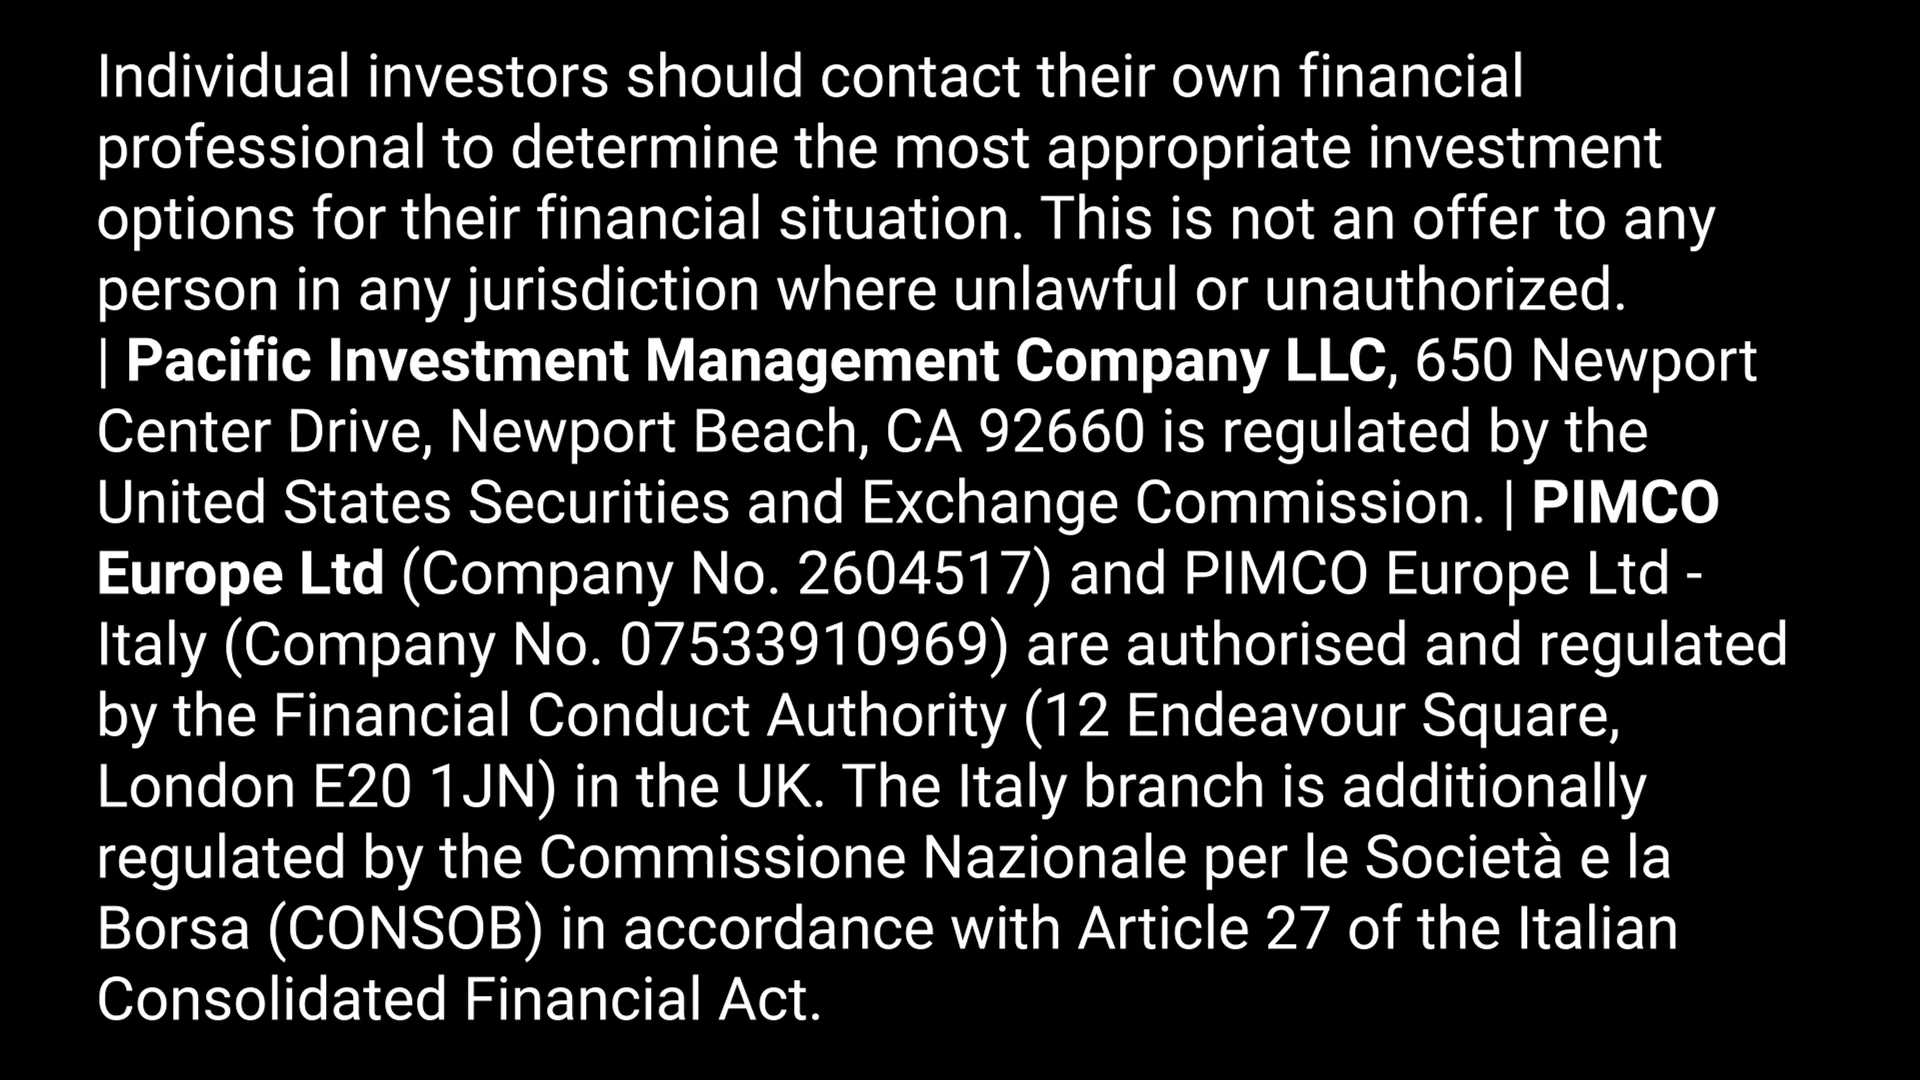 Individual investors should contact their own financial
professional to determine the most appropriate investment
options for their financial situation. This is not an offer to any
person in any jurisdiction where unlawful or unauthorized.
| Pacific Investment Management Company LLC, 650 Newport
Center Drive, Newport Beach, CA 92660 is regulated by the
United States Securities and Exchange Commission. | PIMCO
Europe Ltd (Company No. 2604517) and PIMCO Europe Ltd -
Italy (Company No. 07533910969) are authorised and regulated
by the Financial Conduct Authority (12 Endeavour Square,
London E20 1JN) in the UK. The Italy branch is additionally
regulated by the Commissione Nazionale per le Società e la
Borsa (CONSOB) in accordance with Article 27 of the Italian
Consolidated Financial Act.